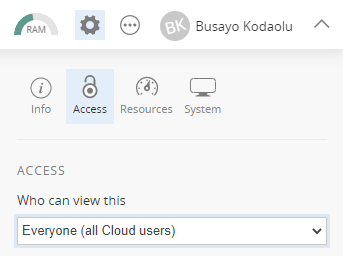 RAM
BK
Busayo Kodaolu
Info
Access
Resources
System
ACCESS
Who can view this
Everyone (all Cloud users)